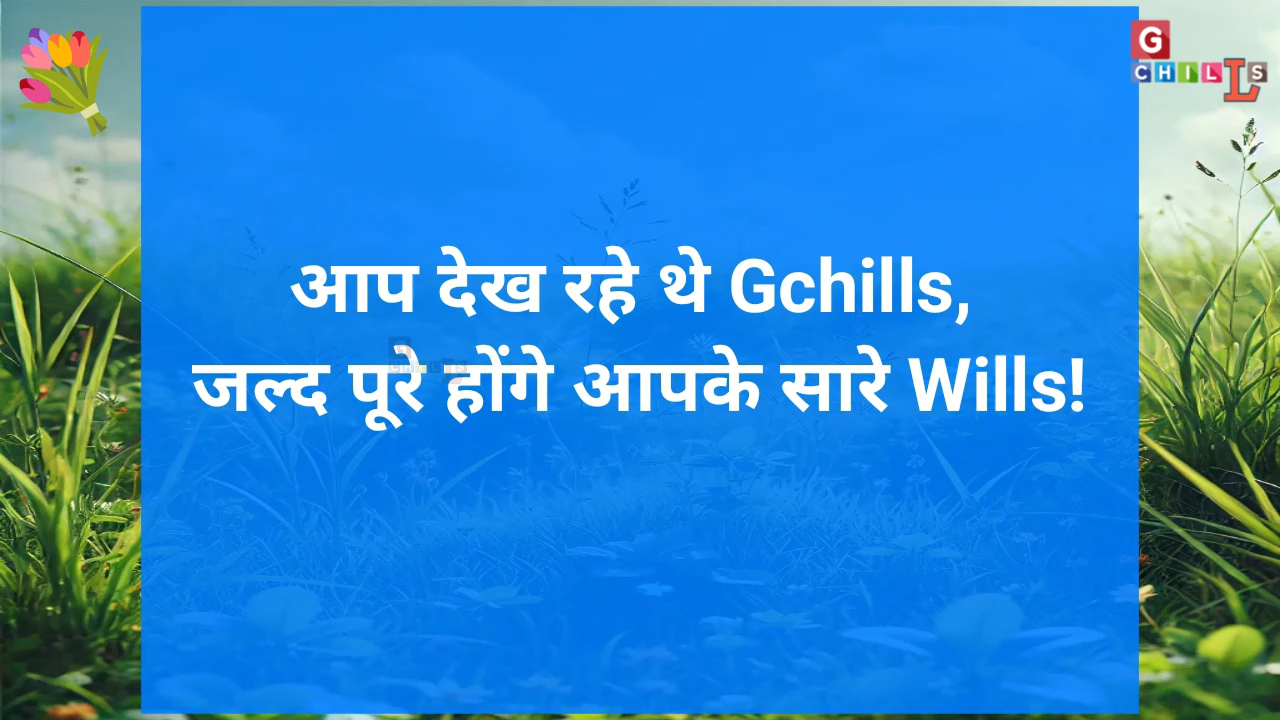 G
CHILLS
आप देख रहे थे Gchills,
जल्द पूरे होंगे आपके सारे Wills!